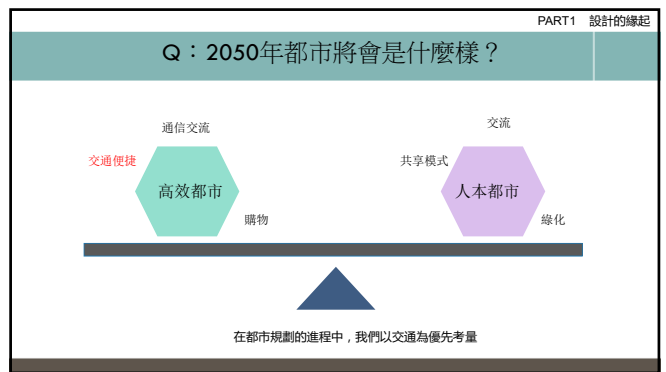 PART1 設計的緣起
Q：2050年都市將會是什麼樣？
通信交流
交通便捷
高效都市
購物
交流
共享模式
人本都市
綠化
在都市規劃的進程中，我們以交通為優先考量